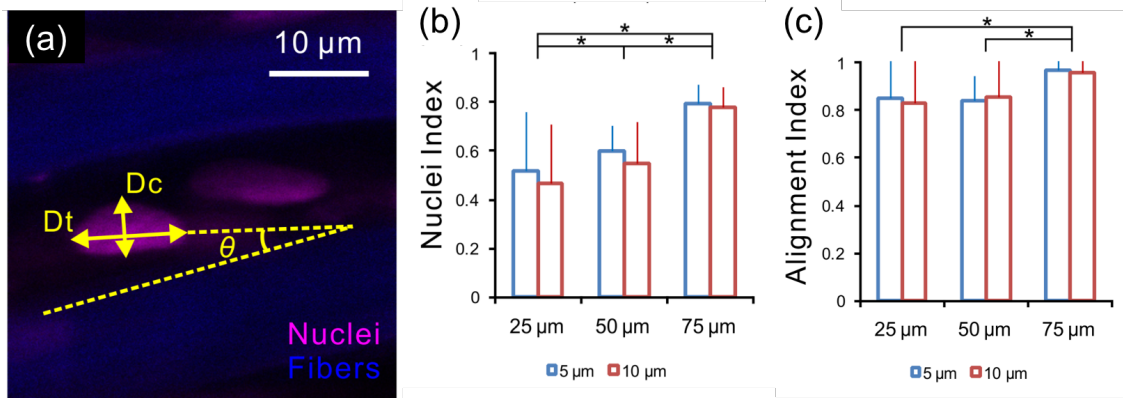 (a)
10 μm
Dc
Dt
θ
Nuclei
Fibers
(b)
* * *
Nuclei Index
1
0.8
0.6
0.4
0.2
0
25 μm 50 μm 75 μm
5 μm 10 μm
(c)
* *
Alignment Index
1
0.8
0.6
0.4
0.2
0
25 μm 50 μm 75 μm
5 μm 10 μm